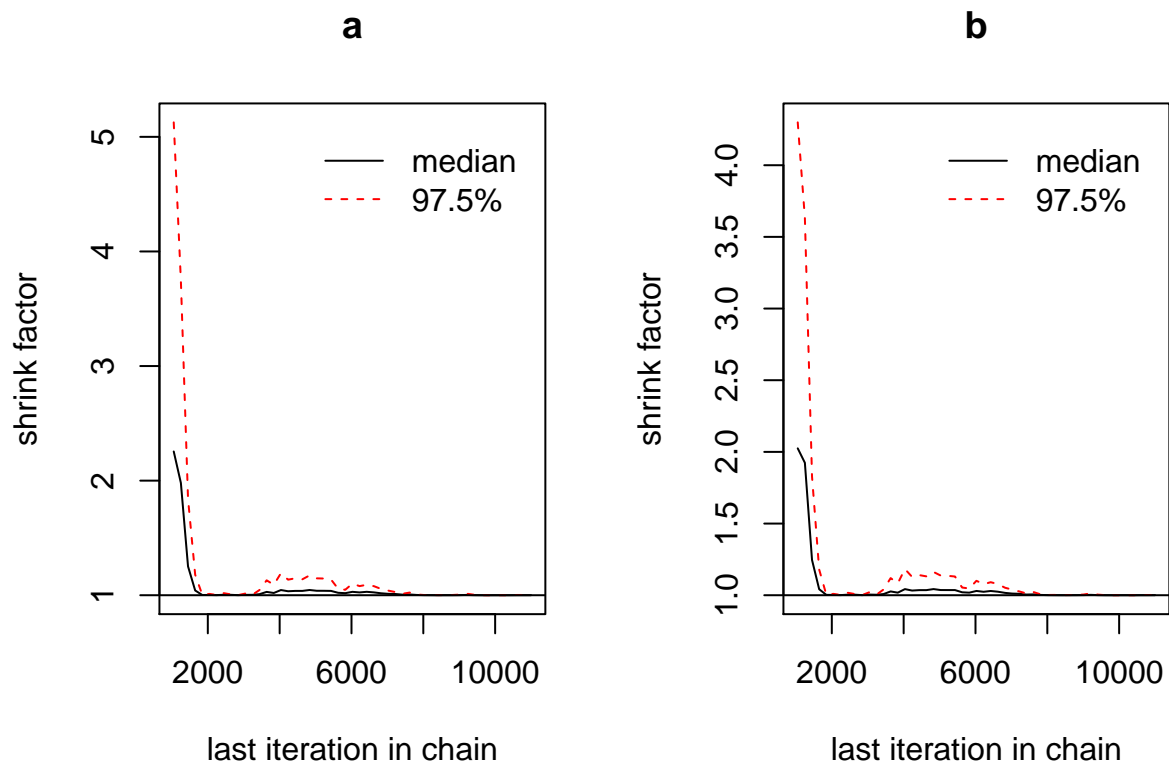 a
shrink factor
5
4
3
2
1
median
97.5%
2000
6000
10000
last iteration in chain
b
shrink factor
4.0
3.5
3.0
2.5
2.0
1.5
1.0
median
97.5%
2000
6000
10000
last iteration in chain